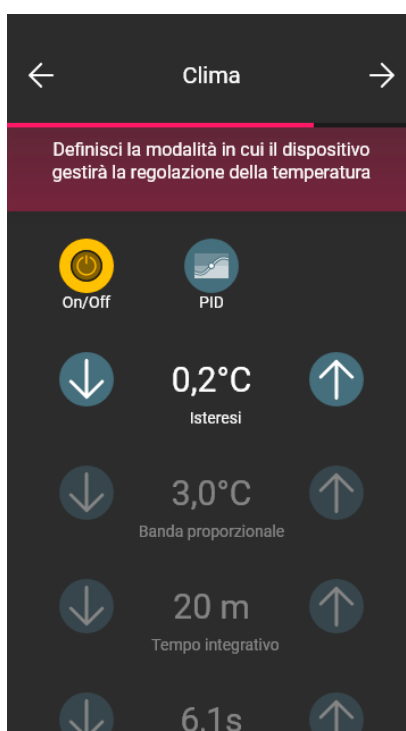 Clima
Definisci la modalità in cui il dispositivo
gestirà la regolazione della temperatura
On/Off
PID
0,2°C
Isteresi
3,0°C
Banda proporzionale
20 m
Tempo integrativo
6,1s